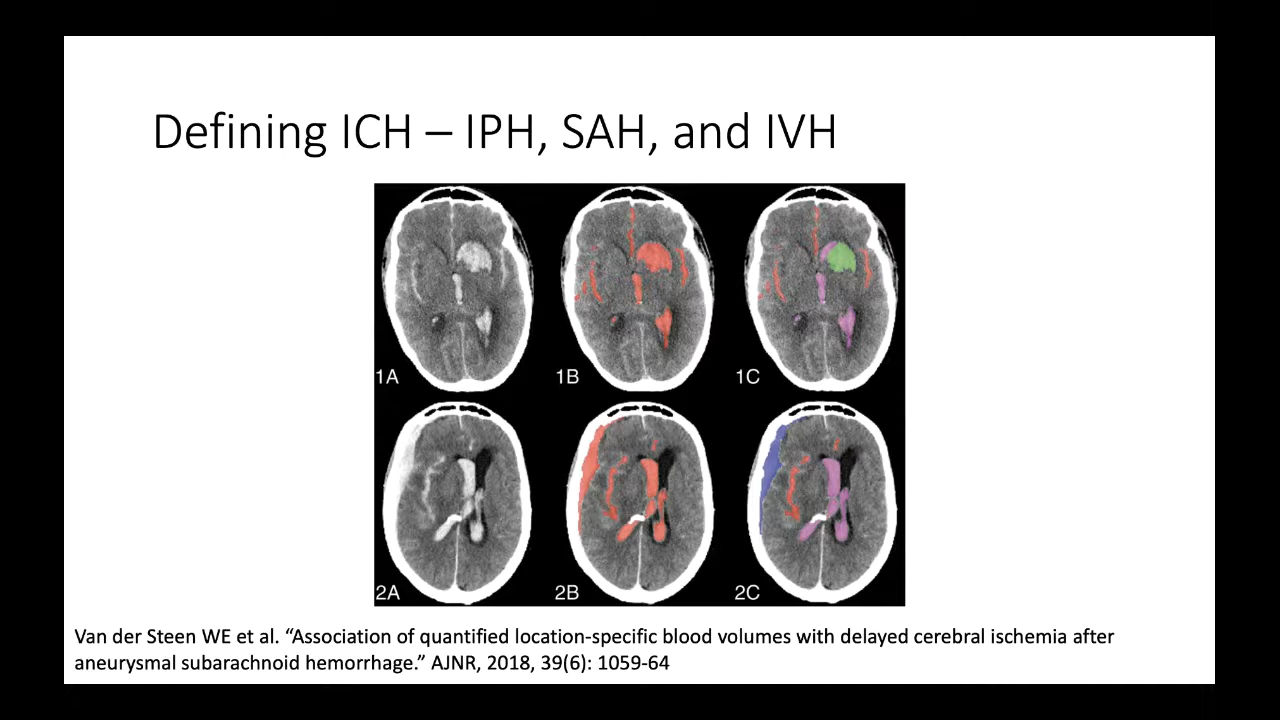 Defining ICH – IPH, SAH, and IVH
1A
1B
1C
2A
2B
2C
Van der Steen WE et al. “Association of quantified location-specific blood volumes with delayed cerebral ischemia after
aneurysmal subarachnoid hemorrhage.” AJNR, 2018, 39(6): 1059-64